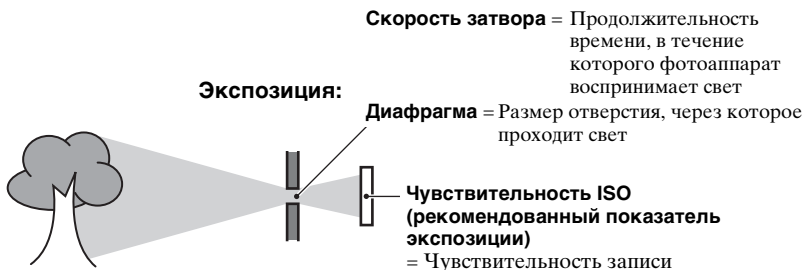 Скорость затвора = Продолжительность
времени, в течение
которого фотоаппарат
воспринимает свет
Экспозиция:
Диафрагма = Размер отверстия, через которое
проходит свет
Чувствительность ISO
(рекомендованный показатель
экспозиции)
= Чувствительность записи